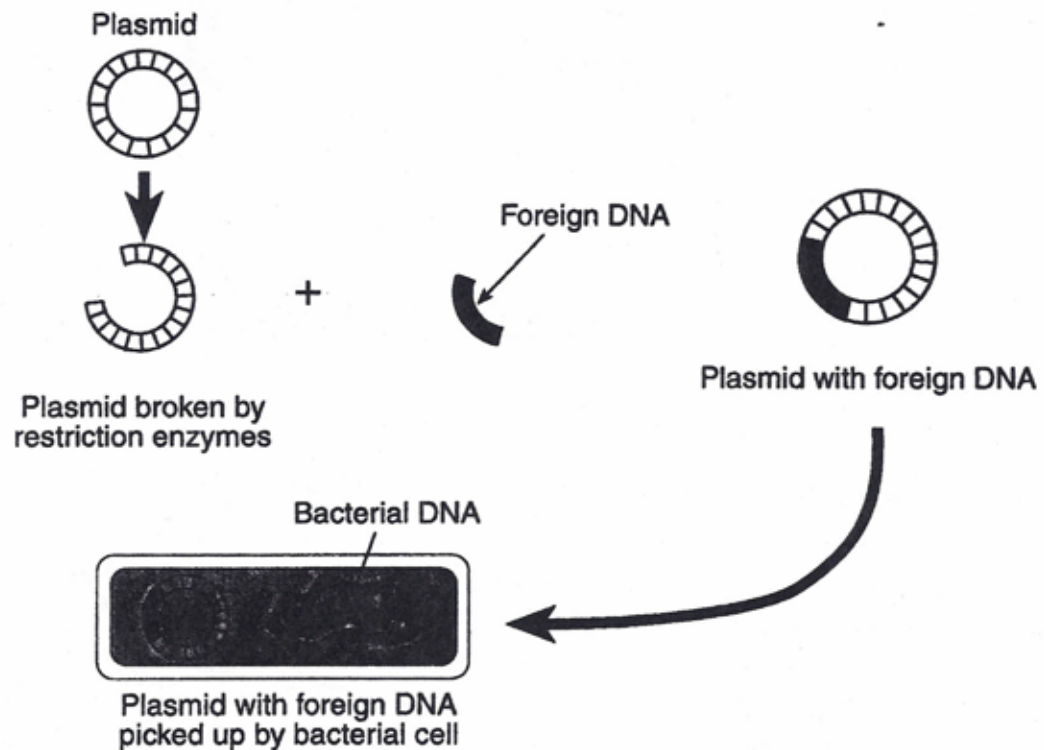 Plasmid
Foreign DNA
+
Plasmid with foreign DNA
Plasmid broken by
restriction enzymes
Bacterial DNA
Plasmid with foreign DNA
picked up by bacterial cell